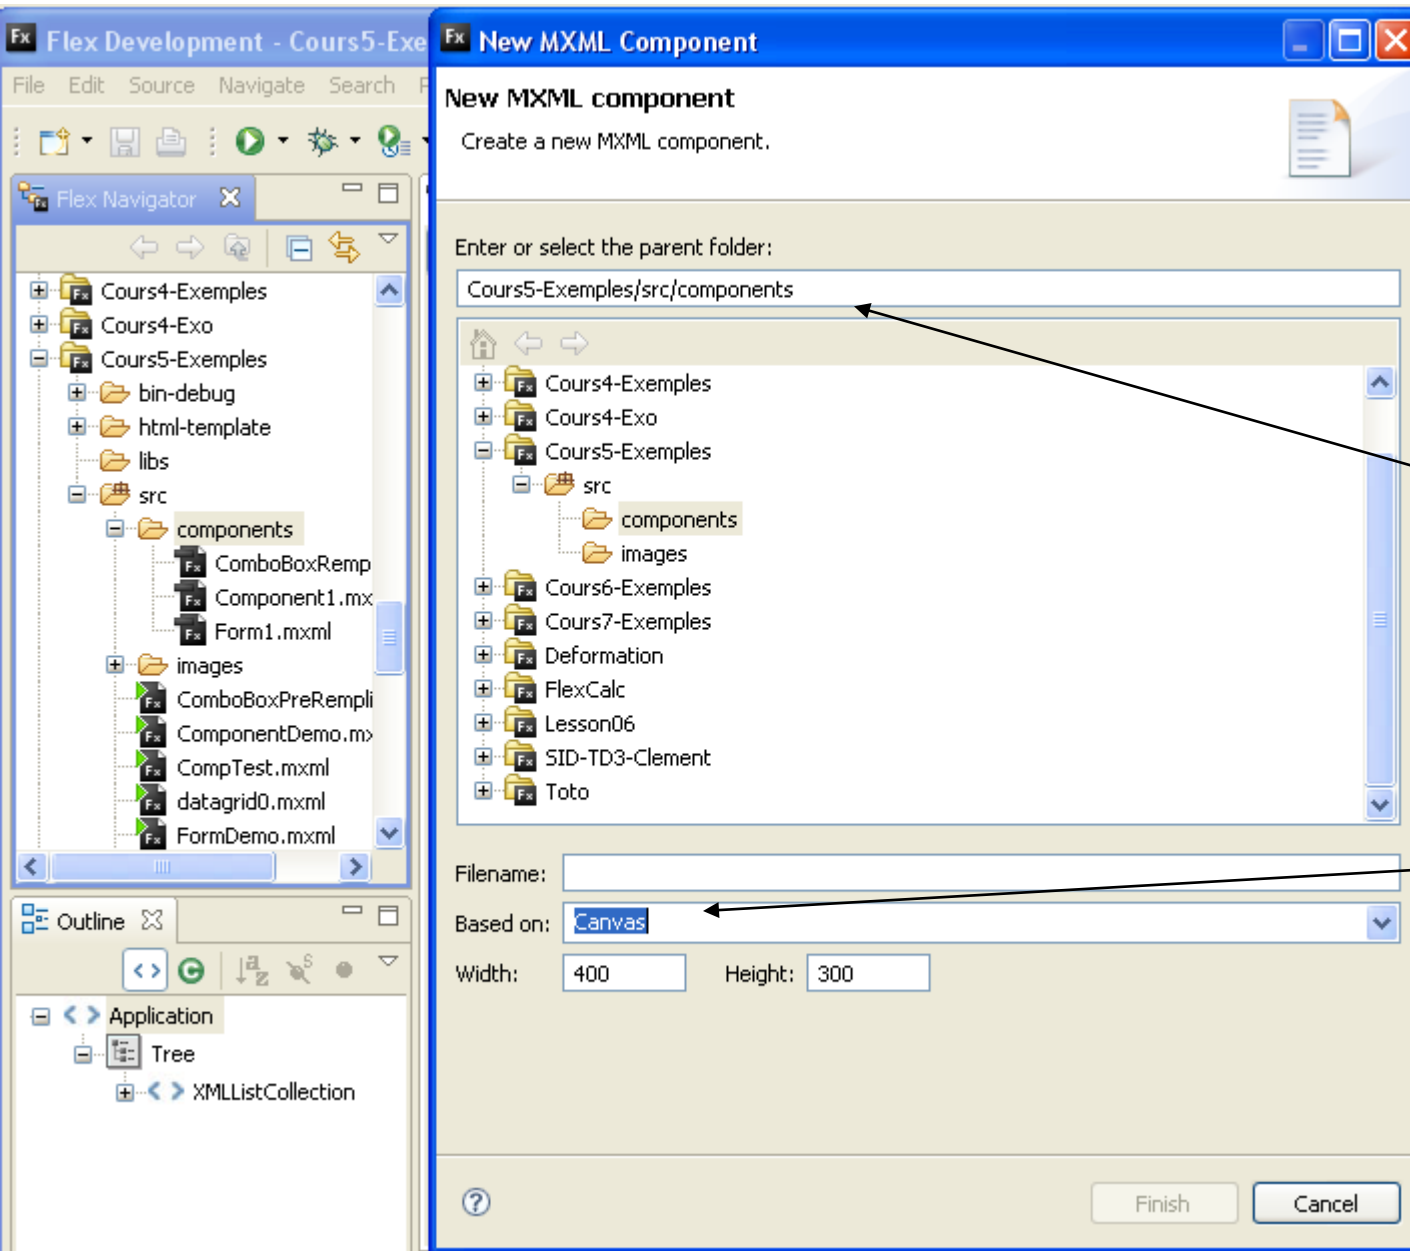 Flex Development - Cours5-Exe
File Edit Source Navigate Search
Flex Navigator
Cours4-Exemples
Cours4-Exo
Cours5-Exemples
bin-debug
html-template
libs
src
components
ComboBoxRemp
Component1.mx
Form1.mxml
images
ComboBoxPreRempli
ComponentDemo.mx
CompTest.mxml
datagrid0.mxml
FormDemo.mxml
Outline
Application
Tree
XMLListCollection
New MXML Component
New MXML component
Create a new MXML component.
Enter or select the parent folder:
Cours5-Exemples/src/components
Cours4-Exemples
Cours4-Exo
Cours5-Exemples
src
components
images
Cours6-Exemples
Cours7-Exemples
Deformation
FlexCalc
Lesson06
SID-TD3-Clement
Toto
Filename:
Based on: Canvas
Width: 400 Height: 300
Finish Cancel